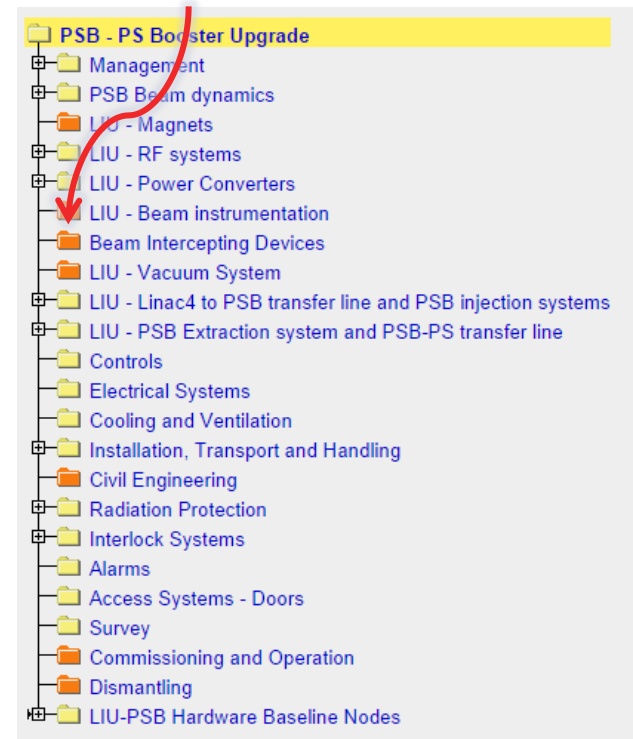 PSB - PS Booster Upgrade
Management
PSB Beam dynamics
LIU - Magnets
LIU - RF systems
LIU - Power Converters
LIU - Beam instrumentation
Beam Intercepting Devices
LIU - Vacuum System
LIU - Linac4 to PSB transfer line and PSB injection systems
LIU - PSB Extraction system and PSB-PS transfer line
Controls
Electrical Systems
Cooling and Ventilation
Installation, Transport and Handling
Civil Engineering
Radiation Protection
Interlock Systems
Alarms
Access Systems - Doors
Survey
Commissioning and Operation
Dismantling
LIU-PSB Hardware Baseline Nodes